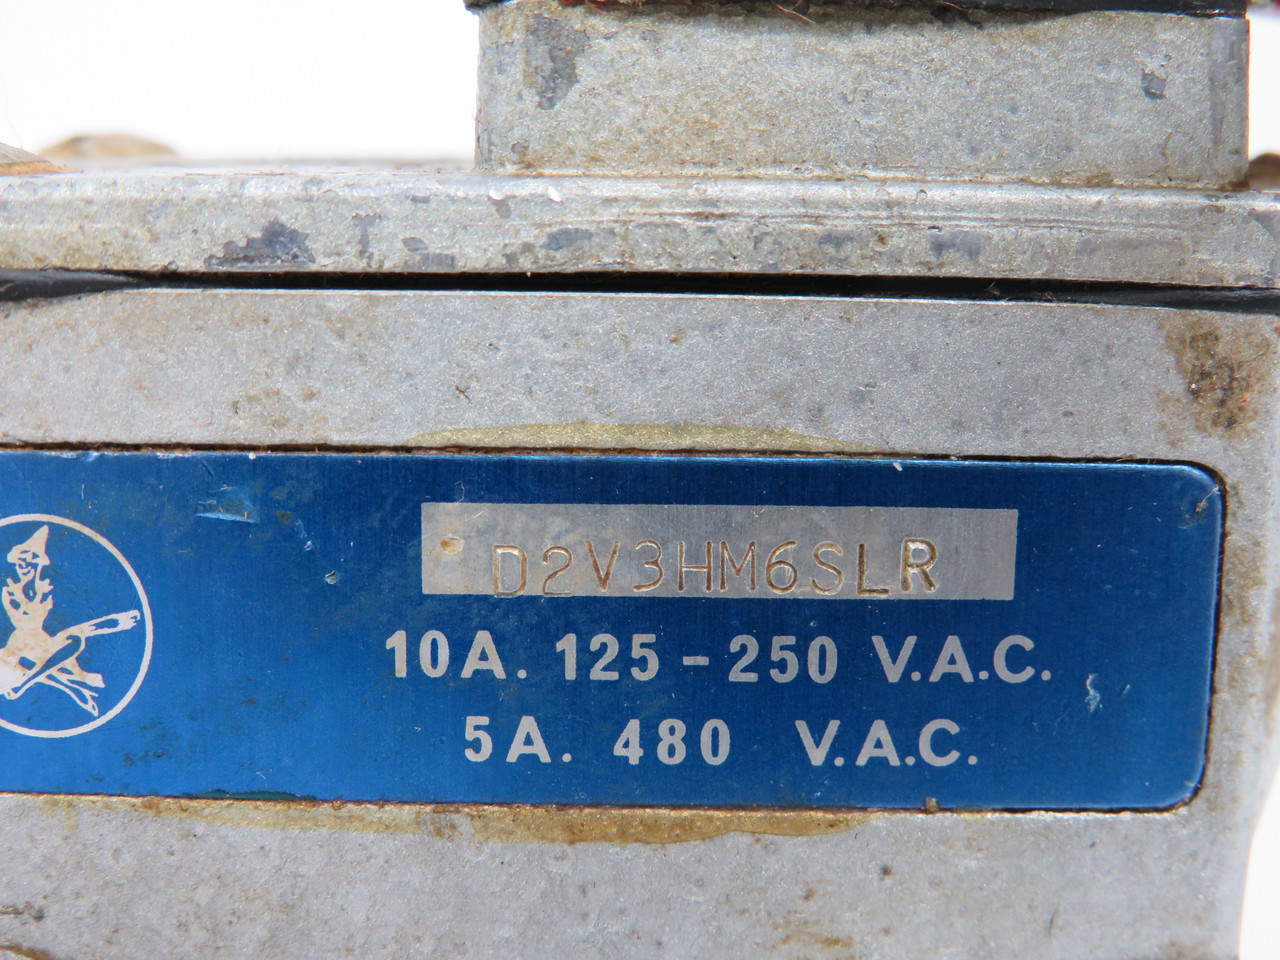 D2V3HM6SLR
10A. 125 - 250 V.A.C.
5A. 480 V.A.C.